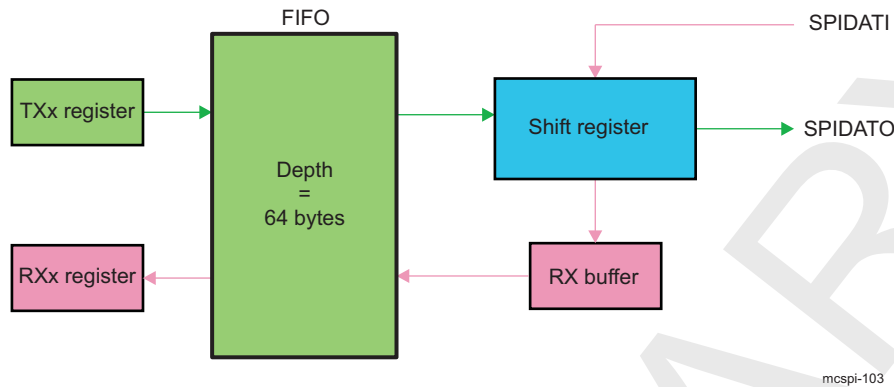 FIFO
SPIDATI
TXx register
Shift register
SPIDATO
Depth
=
64 bytes
RXx register
RX buffer
mcspi-103